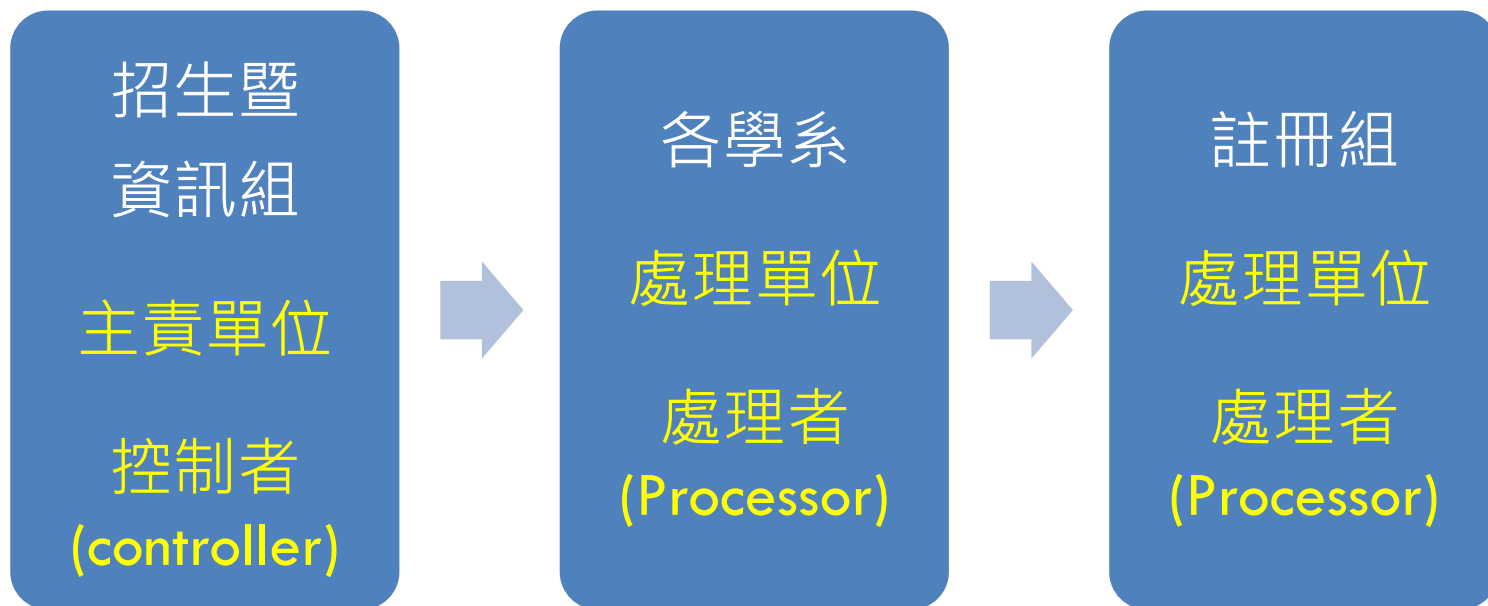 招生暨
資訊組
主責單位
控制者
(controller)
各學系
處理單位
處理者
(Processor)
註冊組
處理單位
處理者
(Processor)